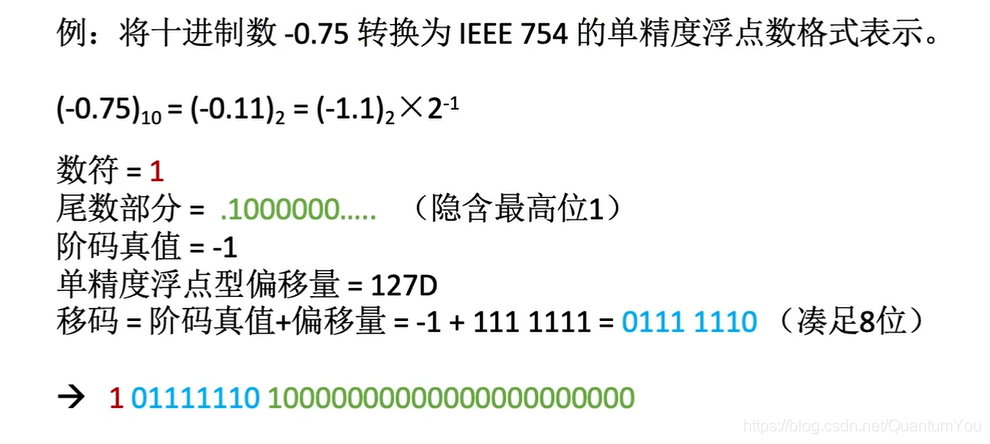 例：将十进制数 -0.75 转换为 IEEE 754 的单精度浮点数格式表示。
(-0.75)₁₀ = (-0.11)₂ = (-1.1)₂×2⁻¹
数符 = 1
尾数部分 = .1000000..... （隐含最高位1）
阶码真值 = -1
单精度浮点型偏移量 = 127D
移码 = 阶码真值+偏移量 = -1 + 111 1111 = 0111 1110 （凑足8位）
→ 1 01111110 10000000000000000000000
https://blog.csdn.net/QuantumYou